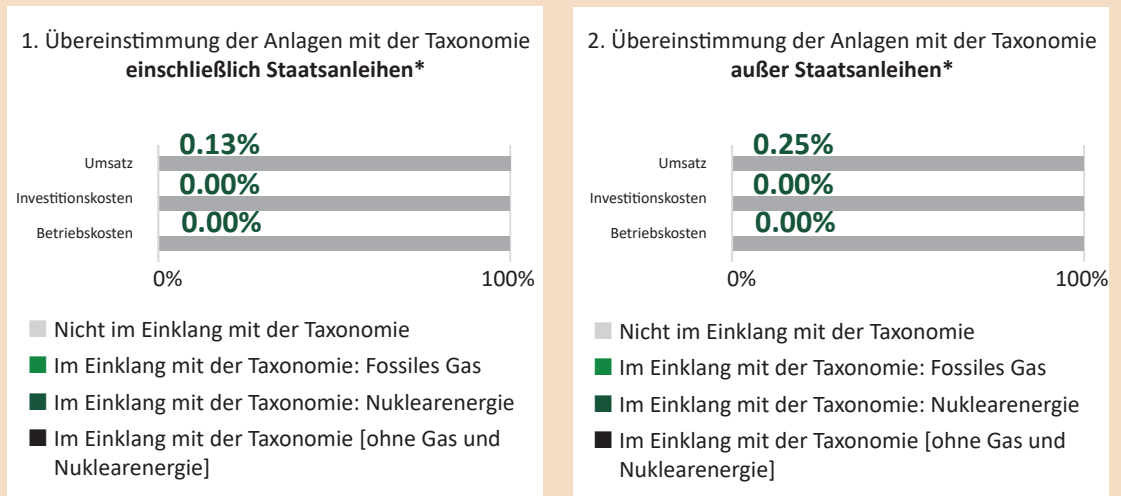 1. Übereinstimmung der Anlagen mit der Taxonomie
einschließlich Staatsanleihen*
0.13%
Umsatz
0.00%
Investitionskosten
0.00%
Betriebskosten
0%
100%
Nicht im Einklang mit der Taxonomie
Im Einklang mit der Taxonomie: Fossiles Gas
Im Einklang mit der Taxonomie: Nuklearenergie
Im Einklang mit der Taxonomie [ohne Gas und
Nuklearenergie]
2. Übereinstimmung der Anlagen mit der Taxonomie
außer Staatsanleihen*
0.25%
Umsatz
0.00%
Investitionskosten
0.00%
Betriebskosten
0%
100%
Nicht im Einklang mit der Taxonomie
Im Einklang mit der Taxonomie: Fossiles Gas
Im Einklang mit der Taxonomie: Nuklearenergie
Im Einklang mit der Taxonomie [ohne Gas und
Nuklearenergie]